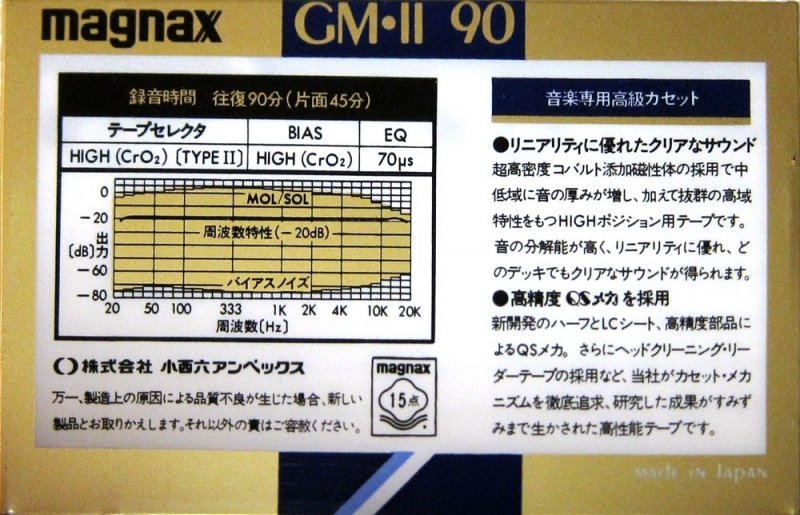 magnax
GM・II 90
録音時間 往復90分(片面45分)
テープセレクタ BIAS EQ
HIGH (CrO₂) [TYPE II] HIGH (CrO₂) 70μs
0
MOL/SOL
−20
周波数特性(−20dB)
出力
[dB]
−60
バイアスノイズ
−80
20 50 100 333 1K 2K 4K 10K 20K
周波数[Hz]
株式会社 小西六アンペックス
万一、製造上の原因による品質不良が生じた場合、新しい
製品とお取りかえします。それ以外の責はご容赦ください。
magnax
15点
音楽専用高級カセット
●リニアリティに優れたクリアなサウンド
超高密度コバルト添加磁性体の採用で中
低域に音の厚みが増し、加えて抜群の高域
特性をもつHIGHポジション用テープです。
音の分解能が高く、リニアリティに優れ、ど
のデッキでもクリアなサウンドが得られます。
●高精度QSメカを採用
新開発のハーフとLCシート、高精度部品に
よるQSメカ。さらにヘッドクリーニング・リー
ダーテープの採用など、当社がカセット・メカ
ニズムを徹底追求、研究した成果がすみず
みまで生かされた高性能テープです。
made in Japan